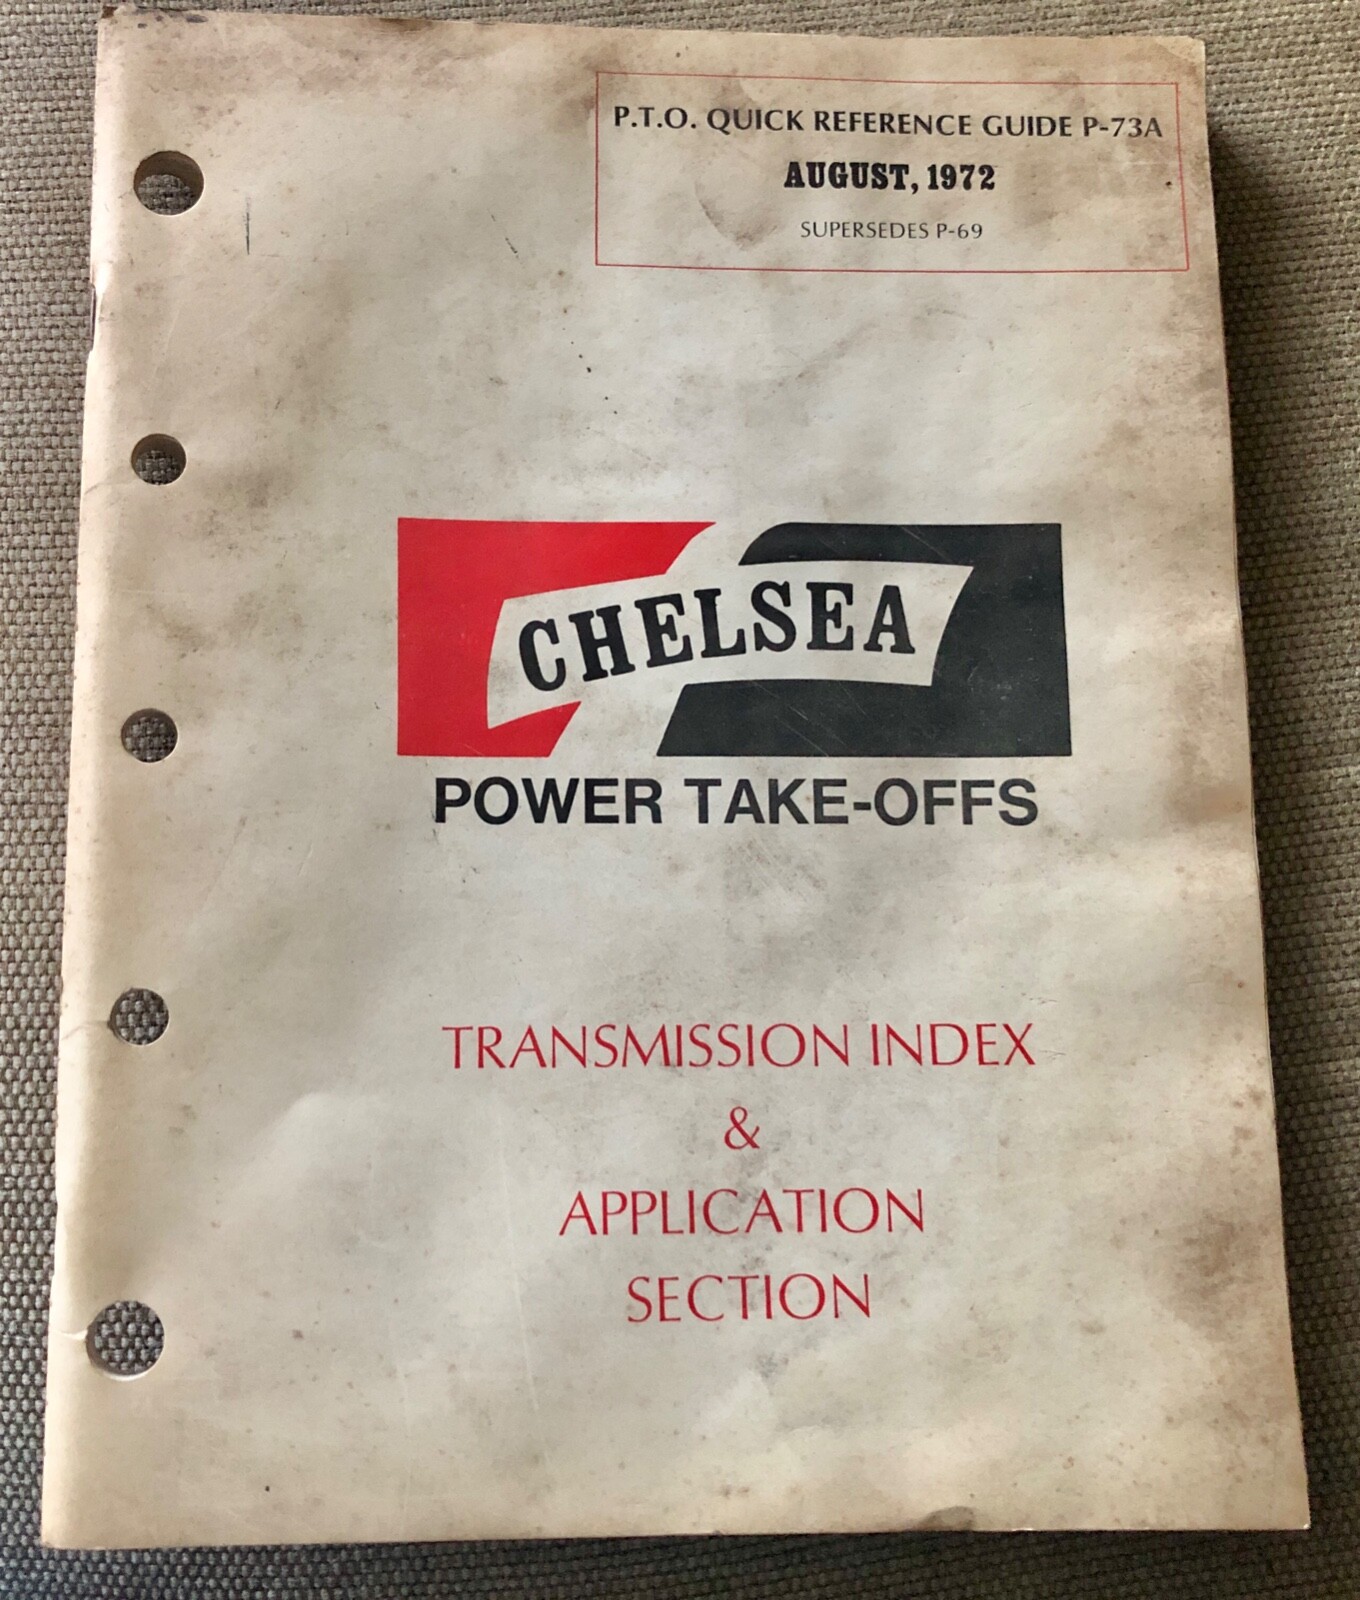 P.T.O. QUICK REFERENCE GUIDE P-73A
AUGUST, 1972
SUPERSEDES P-69
CHELSEA
POWER TAKE-OFFS
TRANSMISSION INDEX
&
APPLICATION
SECTION